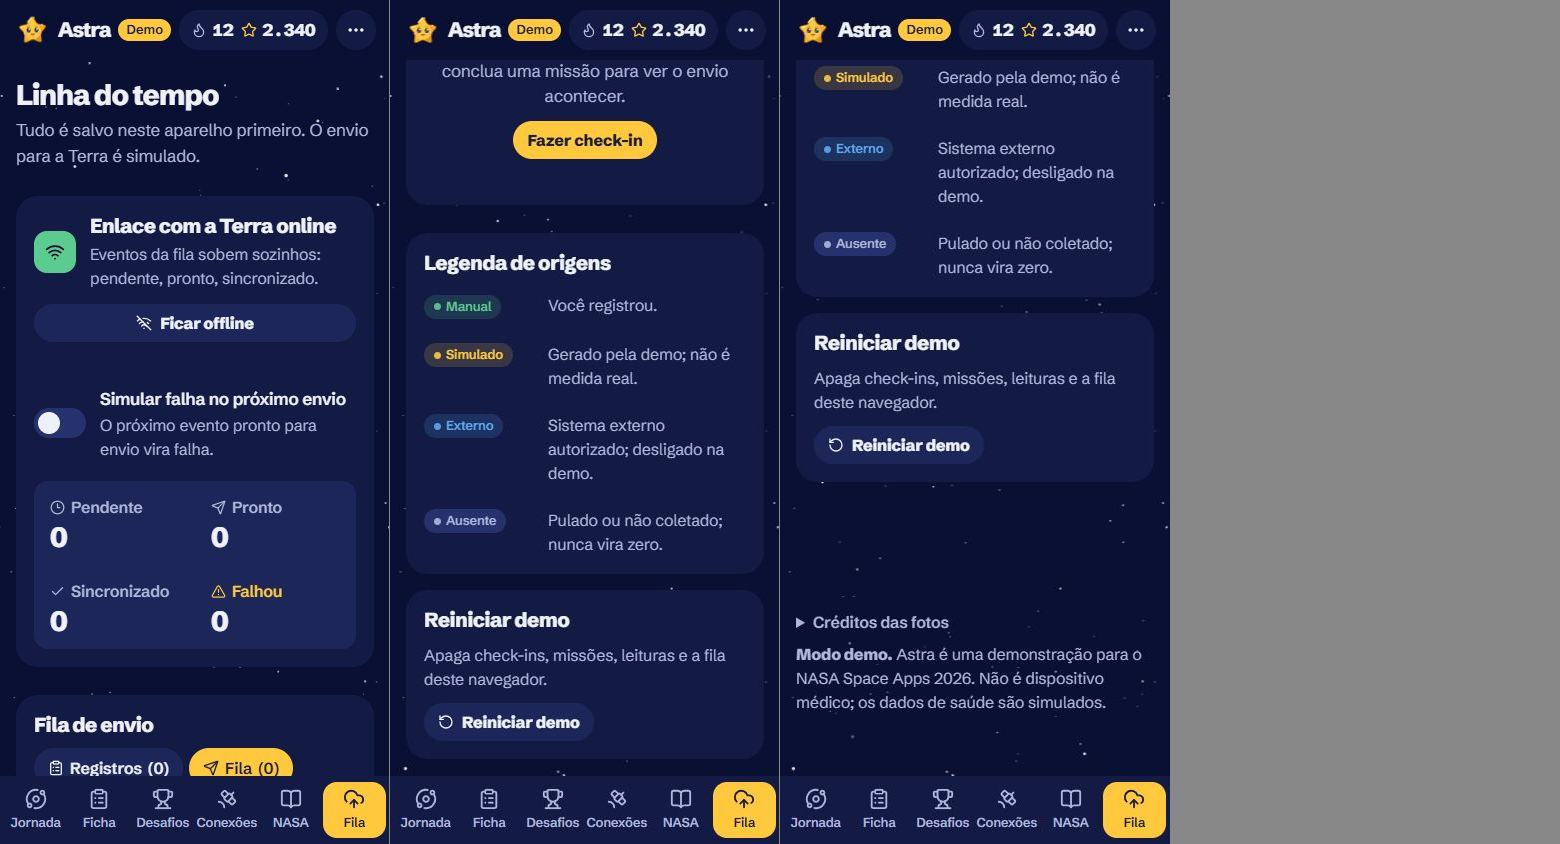 Astra Demo 12 2.340
Linha do tempo
Tudo é salvo neste aparelho primeiro. O envio
para a Terra é simulado.
Enlace com a Terra online
Eventos da fila sobem sozinhos:
pendente, pronto, sincronizado.
Ficar offline
Simular falha no próximo envio
O próximo evento pronto para
envio vira falha.
Pendente
0
Pronto
0
Sincronizado
0
Falhou
0
Fila de envio
Registros (0)
Fila (0)
Jornada
Ficha
Desafios
Conexões
NASA
Fila
Astra Demo 12 2.340
conclua uma missão para ver o envio
acontecer.
Fazer check-in
Legenda de origens
Manual
Você registrou.
Simulado
Gerado pela demo; não é
medida real.
Externo
Sistema externo
autorizado; desligado na
demo.
Ausente
Pulado ou não coletado;
nunca vira zero.
Reiniciar demo
Apaga check-ins, missões, leituras e a fila
deste navegador.
Reiniciar demo
Jornada
Ficha
Desafios
Conexões
NASA
Fila
Astra Demo 12 2.340
Simulado
Gerado pela demo; não é
medida real.
Externo
Sistema externo
autorizado; desligado na
demo.
Ausente
Pulado ou não coletado;
nunca vira zero.
Reiniciar demo
Apaga check-ins, missões, leituras e a fila
deste navegador.
Reiniciar demo
Créditos das fotos
Modo demo. Astra é uma demonstração para o
NASA Space Apps 2026. Não é dispositivo
médico; os dados de saúde são simulados.
Jornada
Ficha
Desafios
Conexões
NASA
Fila